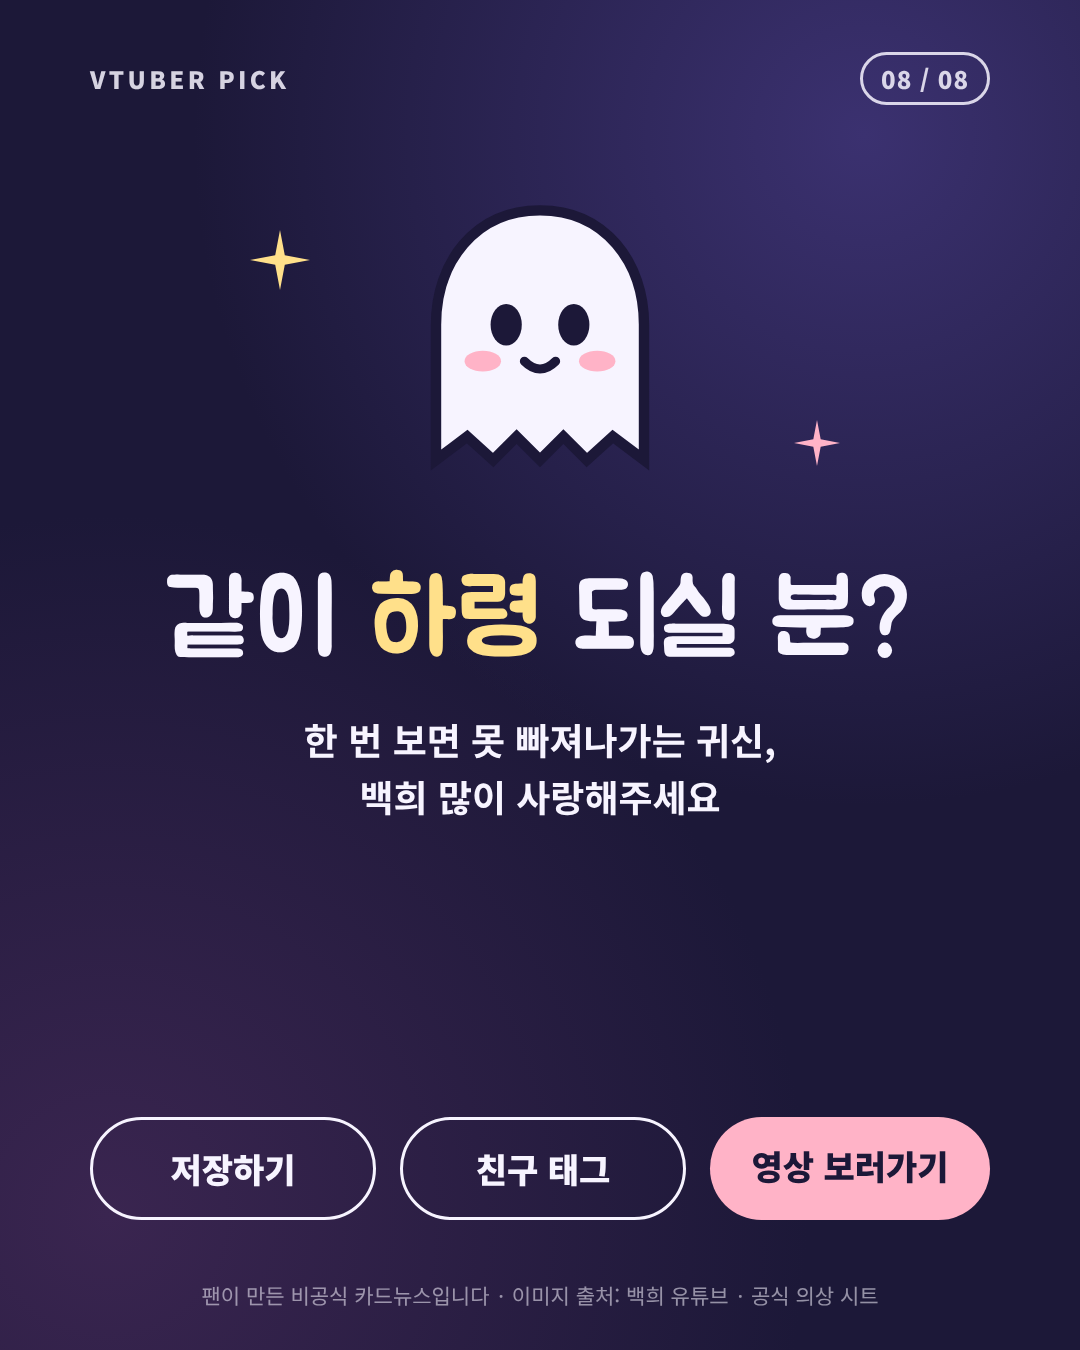 VTUBER PICK
08 / 08
같이 하령 되실 분?
한 번 보면 못 빠져나가는 귀신,
백희 많이 사랑해주세요
저장하기
친구 태그
영상 보러가기
팬이 만든 비공식 카드뉴스입니다 · 이미지 출처: 백희 유튜브 · 공식 의상 시트